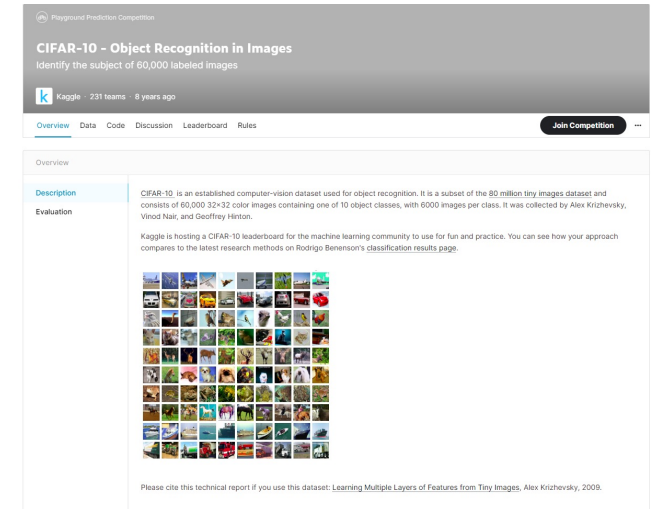 Playground Prediction Competition
CIFAR-10 - Object Recognition in Images
Identify the subject of 60,000 labeled images
k Kaggle · 231 teams · 8 years ago
Overview Data Code Discussion Leaderboard Rules Join Competition ...
Overview
Description
Evaluation
CIFAR-10 is an established computer-vision dataset used for object recognition. It is a subset of the 80 million tiny images dataset and
consists of 60,000 32×32 color images containing one of 10 object classes, with 6000 images per class. It was collected by Alex Krizhevsky,
Vinod Nair, and Geoffrey Hinton.
Kaggle is hosting a CIFAR-10 leaderboard for the machine learning community to use for fun and practice. You can see how your approach
compares to the latest research methods on Rodrigo Benenson's classification results page.
Please cite this technical report if you use this dataset: Learning Multiple Layers of Features from Tiny Images, Alex Krizhevsky, 2009.